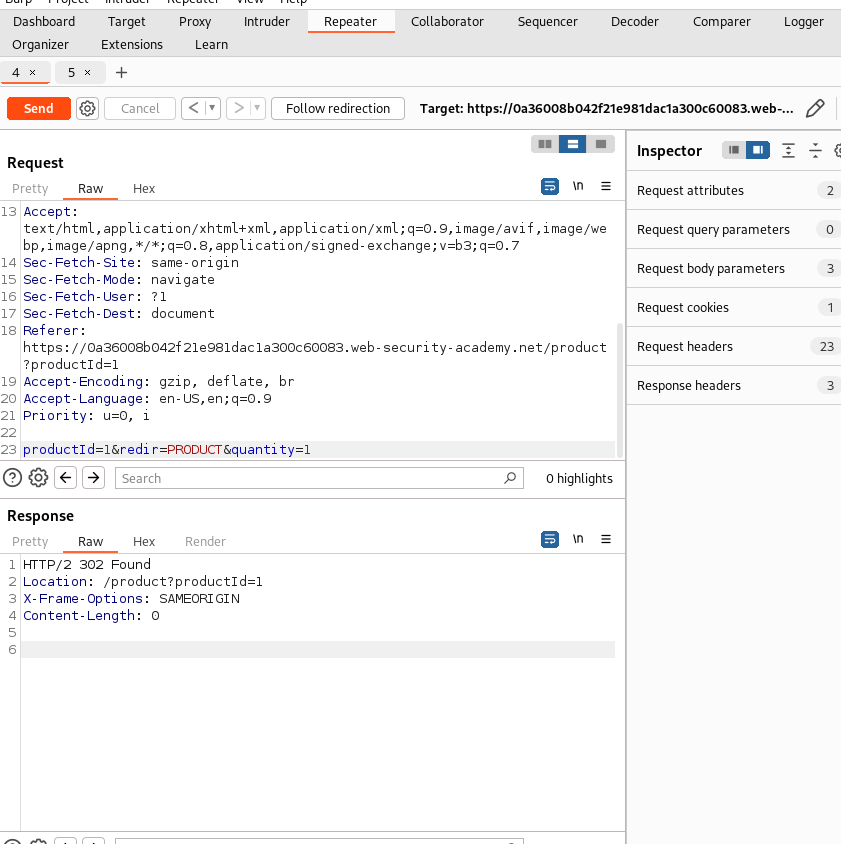 Burp Project Intruder Repeater View Help
Dashboard Target Proxy Intruder Repeater Collaborator Sequencer Decoder Comparer Logger
Organizer Extensions Learn
4 × 5 × +
Send Cancel < > Follow redirection Target: https://0a36008b042f21e981dac1a300c60083.web-...
Request
Pretty Raw Hex \n
13 Accept:
text/html,application/xhtml+xml,application/xml;q=0.9,image/avif,image/we
bp,image/apng,*/*;q=0.8,application/signed-exchange;v=b3;q=0.7
14 Sec-Fetch-Site: same-origin
15 Sec-Fetch-Mode: navigate
16 Sec-Fetch-User: ?1
17 Sec-Fetch-Dest: document
18 Referer:
https://0a36008b042f21e981dac1a300c60083.web-security-academy.net/product
?productId=1
19 Accept-Encoding: gzip, deflate, br
20 Accept-Language: en-US,en;q=0.9
21 Priority: u=0, i
22
23 productId=1&redir=PRODUCT&quantity=1
Search 0 highlights
Response
Pretty Raw Hex Render \n
1 HTTP/2 302 Found
2 Location: /product?productId=1
3 X-Frame-Options: SAMEORIGIN
4 Content-Length: 0
5
6
Inspector
Request attributes 2
Request query parameters 0
Request body parameters 3
Request cookies 1
Request headers 23
Response headers 3